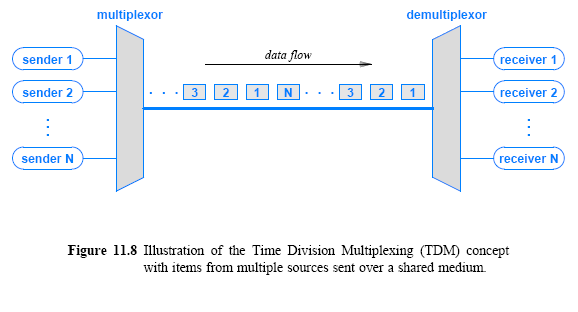 multiplexor demultiplexor
sender 1 data flow receiver 1
sender 2 · · · 3 2 1 N · · · 3 2 1 receiver 2
sender N receiver N
Figure 11.8 Illustration of the Time Division Multiplexing (TDM) concept
with items from multiple sources sent over a shared medium.